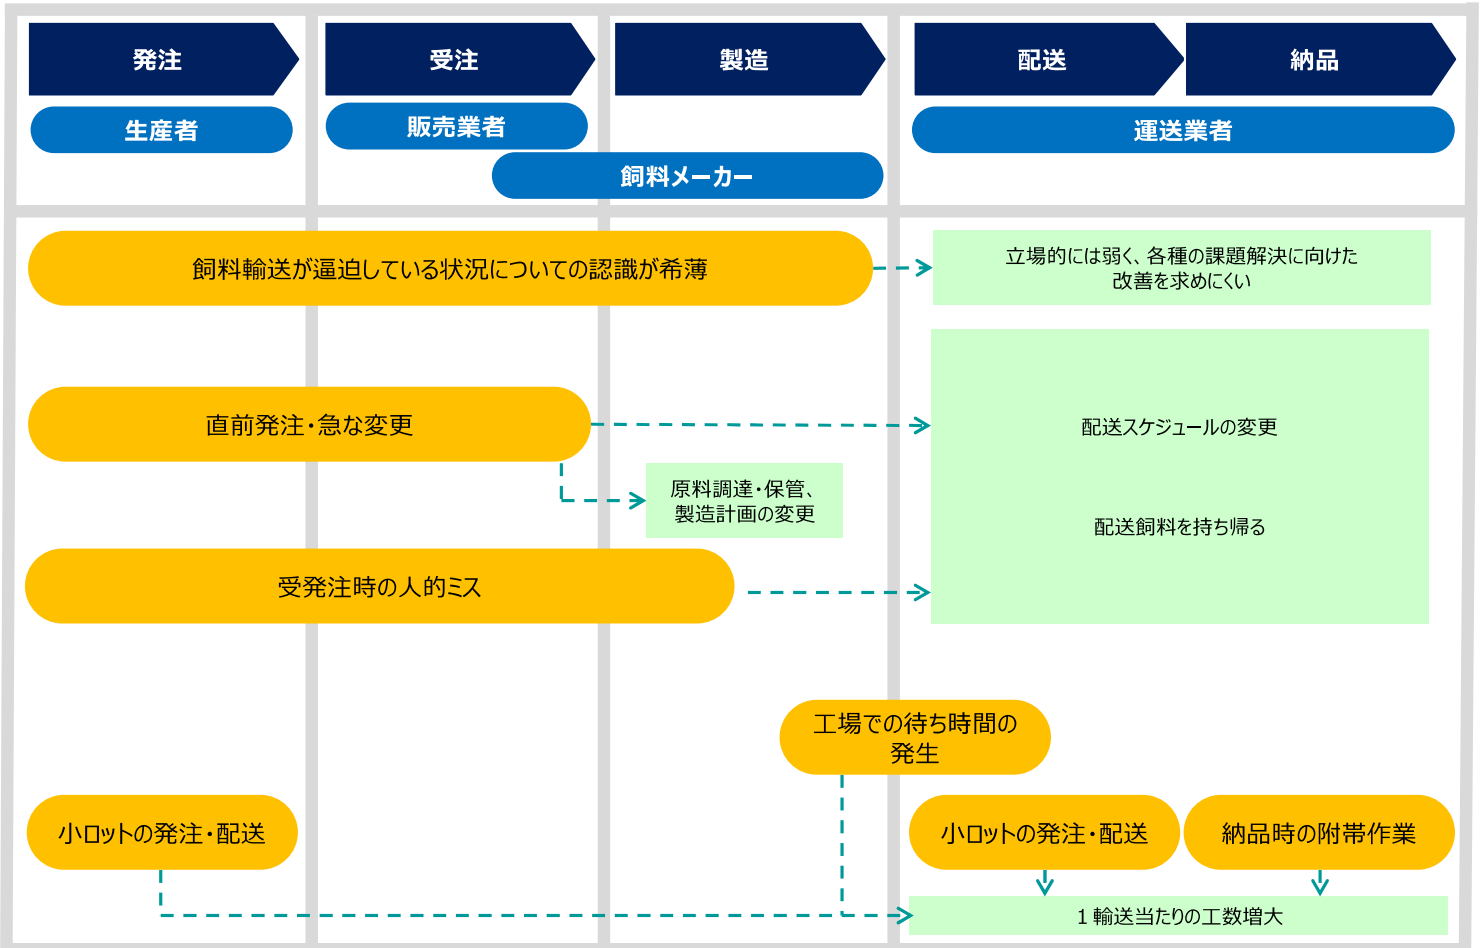 発注
受注
製造
配送
納品
生産者
販売業者
運送業者
飼料メーカー
飼料輸送が逼迫している状況についての認識が希薄
立場的には弱く、各種の課題解決に向けた
改善を求めにくい
直前発注・急な変更
配送スケジュールの変更
原料調達・保管、
製造計画の変更
配送飼料を持ち帰る
受発注時の人的ミス
工場での待ち時間の
発生
小ロットの発注・配送
小ロットの発注・配送
納品時の附帯作業
1 輸送当たりの工数増大